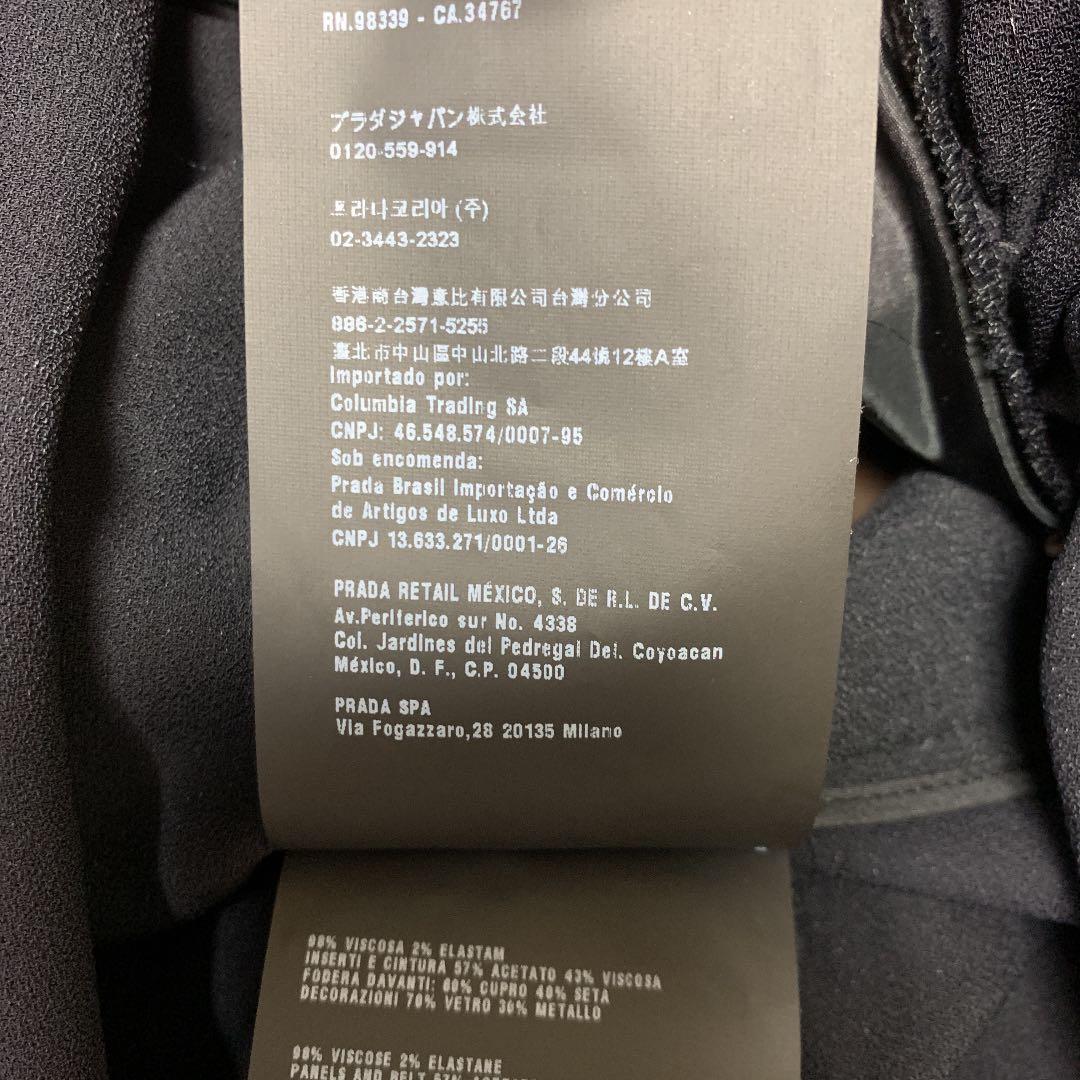 RN.98339 - CA.34767
プラダジャパン株式会社
0120-559-914
프라다코리아 (주)
02-3443-2323
香港商台灣意比有限公司台灣分公司
886-2-2571-5255
臺北市中山區中山北路二段44號12樓A室
Importado por:
Columbia Trading SA
CNPJ: 46.548.574/0007-95
Sob encomenda:
Prada Brasil Importação e Comércio
de Artigos de Luxo Ltda
CNPJ 13.633.271/0001-26
PRADA RETAIL MÉXICO, S. DE R.L. DE C.V.
Av.Periferico sur No. 4338
Col. Jardines del Pedregal Del. Coyoacan
México, D. F., C.P. 04500
PRADA SPA
Via Fogazzaro,28 20135 Milano
98% VISCOSA 2% ELASTAM
INSERTI E CINTURA 57% ACETATO 43% VISCOSA
FODERA DAVANTI: 60% CUPRO 40% SETA
DECORAZIONI 70% VETRO 30% METALLO
98% VISCOSE 2% ELASTANE
PANELS AND BELT 57%